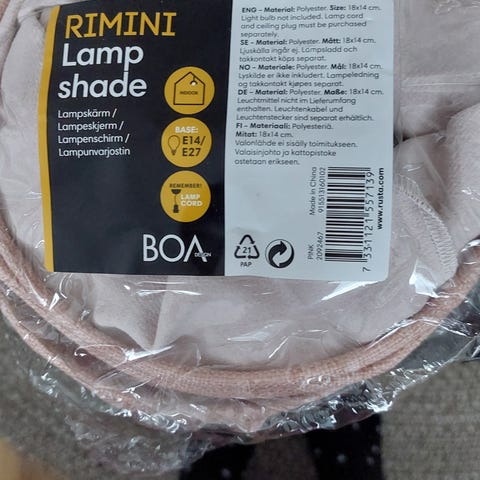 RIMINI
Lamp
shade
Lampskärm /
Lampeskjerm /
Lampenschirm /
Lampunvarjostin
INDOOR
BASE:
E14/
E27
REMEMBER!
LAMP
CORD
BOA
DESIGN
ENG – Material: Polyester. Size: 18x14 cm.
Light bulb not included. Lamp cord
and ceiling plug must be purchased
separately.
SE – Material: Polyester. Mått: 18x14 cm.
Ljuskälla ingår ej. Lampsladd och
takkontakt köps separat.
NO – Materiale: Polyester. Mål: 18x14 cm.
Lyskilde er ikke inkludert. Lampeledning
og takkontakt kjøpes separat.
DE – Material: Polyester. Maße: 18x14 cm.
Leuchtmittel nicht im Lieferumfang
enthalten. Leuchtenkabel und
Leuchtenstecker sind separat erhältlich.
FI – Materiaali: Polyesteriä.
Mitat: 18x14 cm.
Valonlähde ei sisälly toimitukseen.
Valaisinjohto ja kattopistoke
ostetaan erikseen.
21
PAP
PINK
2092467
Made in China
915513160102
7 331121 557139
www.rusta.com